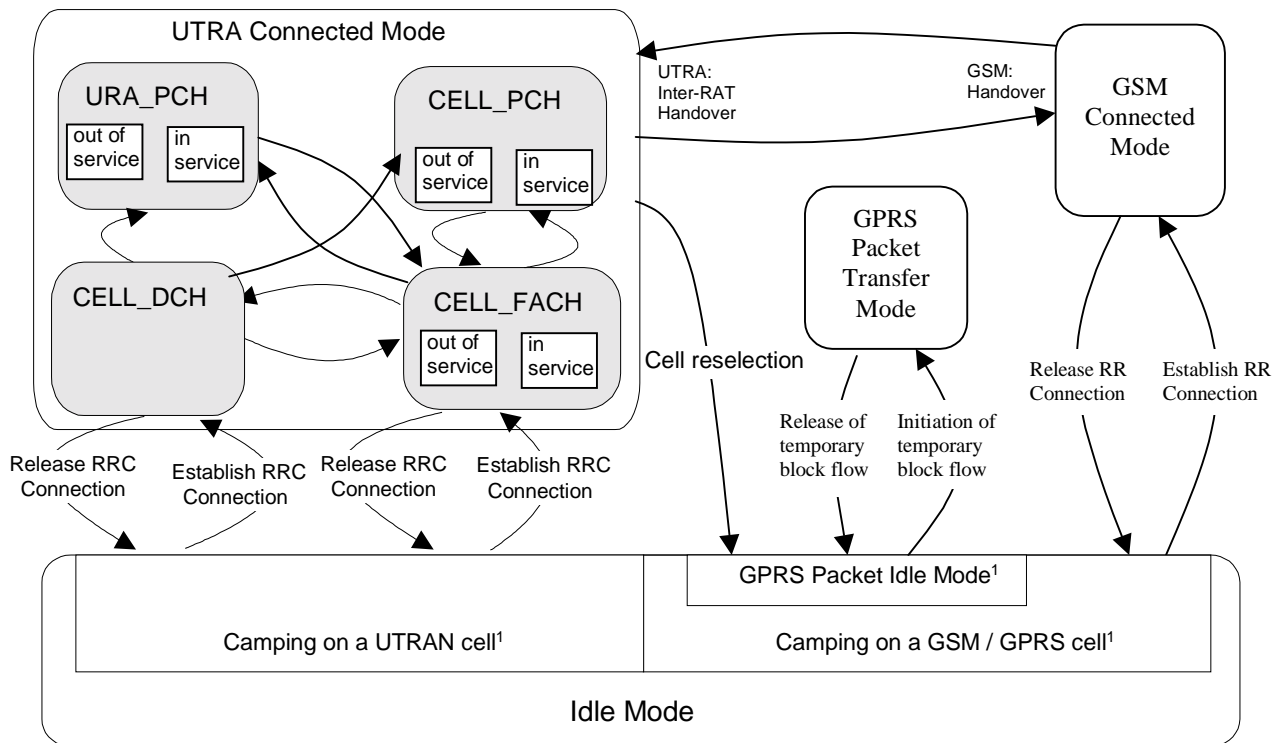 UTRA Connected Mode
URA_PCH
out of
service
in
service
CELL_PCH
out of
service
in
service
CELL_DCH
CELL_FACH
out of
service
in
service
UTRA:
Inter-RAT
Handover
GSM:
Handover
GSM
Connected
Mode
GPRS
Packet
Transfer
Mode
Cell reselection
Release RR
Connection
Establish RR
Connection
Release of
temporary
block flow
Initiation of
temporary
block flow
Release RRC
Connection
Establish RRC
Connection
Release RRC
Connection
Establish RRC
Connection
GPRS Packet Idle Mode¹
Camping on a UTRAN cell¹
Camping on a GSM / GPRS cell¹
Idle Mode